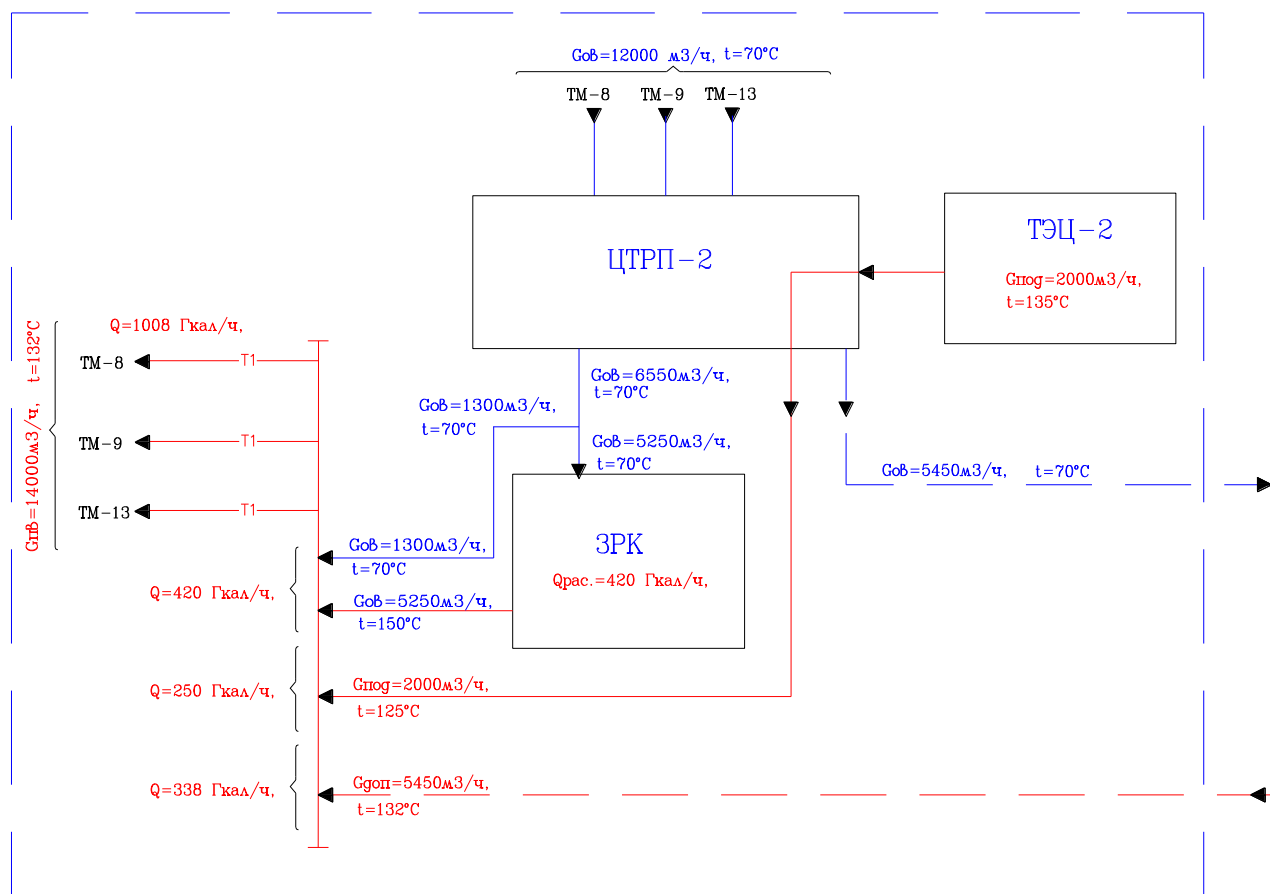 Gов=12000 м3/ч, t=70°C
ТМ-8
ТМ-9
ТМ-13
ЦТРП-2
ТЭЦ-2
Gпод=2000м3/ч,
t=135°C
Q=1008 Гкал/ч,
Gпв=14000м3/ч, t=132°C
ТМ-8
Т1
ТМ-9
Т1
ТМ-13
Т1
Gов=6550м3/ч,
t=70°C
Gов=1300м3/ч,
t=70°C
Gов=5250м3/ч,
t=70°C
Gов=5450м3/ч, t=70°C
ЗРК
Qрас.=420 Гкал/ч,
Gов=1300м3/ч,
t=70°C
Q=420 Гкал/ч,
Gов=5250м3/ч,
t=150°C
Q=250 Гкал/ч,
Gпод=2000м3/ч,
t=125°C
Q=338 Гкал/ч,
Gдоп=5450м3/ч,
t=132°C